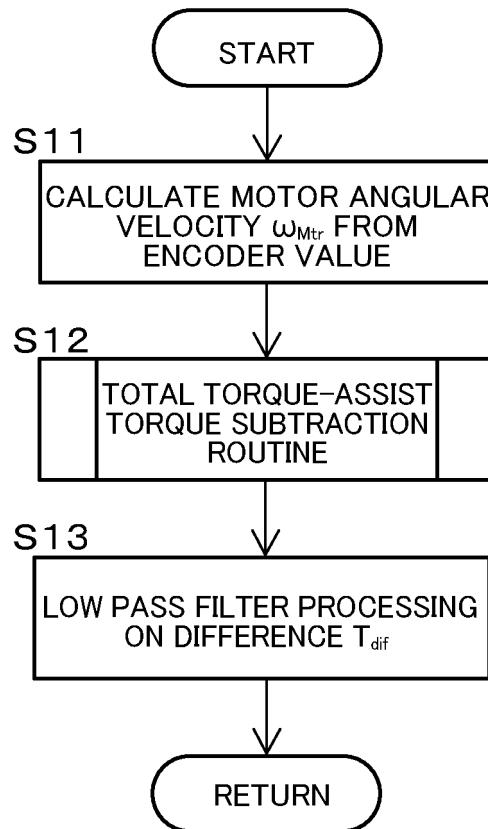 START
S11
CALCULATE MOTOR ANGULAR
VELOCITY ωMtr FROM
ENCODER VALUE
S12
TOTAL TORQUE-ASSIST
TORQUE SUBTRACTION
ROUTINE
S13
LOW PASS FILTER PROCESSING
ON DIFFERENCE Tdif
RETURN